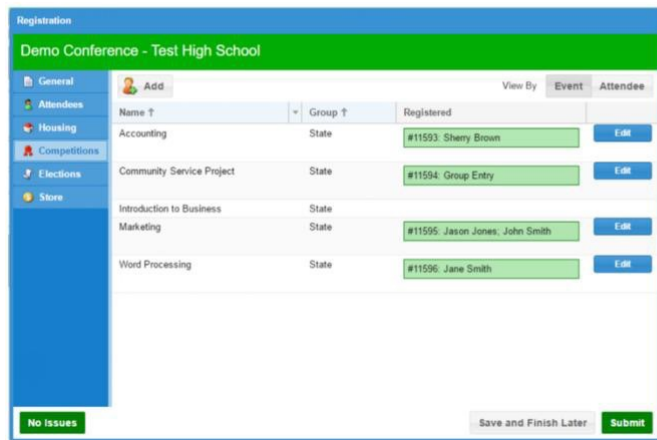 Registration
Demo Conference - Test High School
General
Attendees
Housing
Competitions
Elections
Store
Add
View By Event Attendee
Name ↑ Group ↑ Registered
Accounting State #11593: Sherry Brown Edit
Community Service Project State #11594: Group Entry Edit
Introduction to Business State
Marketing State #11595: Jason Jones; John Smith Edit
Word Processing State #11596: Jane Smith Edit
No Issues Save and Finish Later Submit